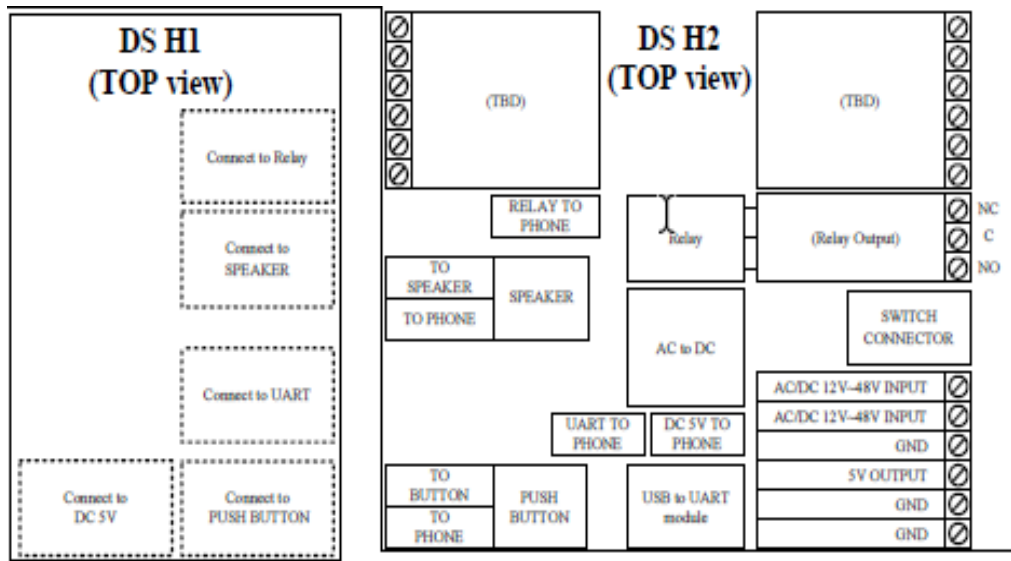 DS H1
(TOP view)
Connect to Relay
Connect to
SPEAKER
Connect to UART
Connect to
DC 5V
Connect to
PUSH BUTTON
DS H2
(TOP view)
(TBD)
(TBD)
RELAY TO
PHONE
Relay
(Relay Output)
NC
C
NO
TO
SPEAKER
TO PHONE
SPEAKER
AC to DC
SWITCH
CONNECTOR
UART TO
PHONE
DC 5V TO
PHONE
AC/DC 12V~48V INPUT
AC/DC 12V~48V INPUT
GND
5V OUTPUT
GND
GND
TO
BUTTON
TO
PHONE
PUSH
BUTTON
USB to UART
module